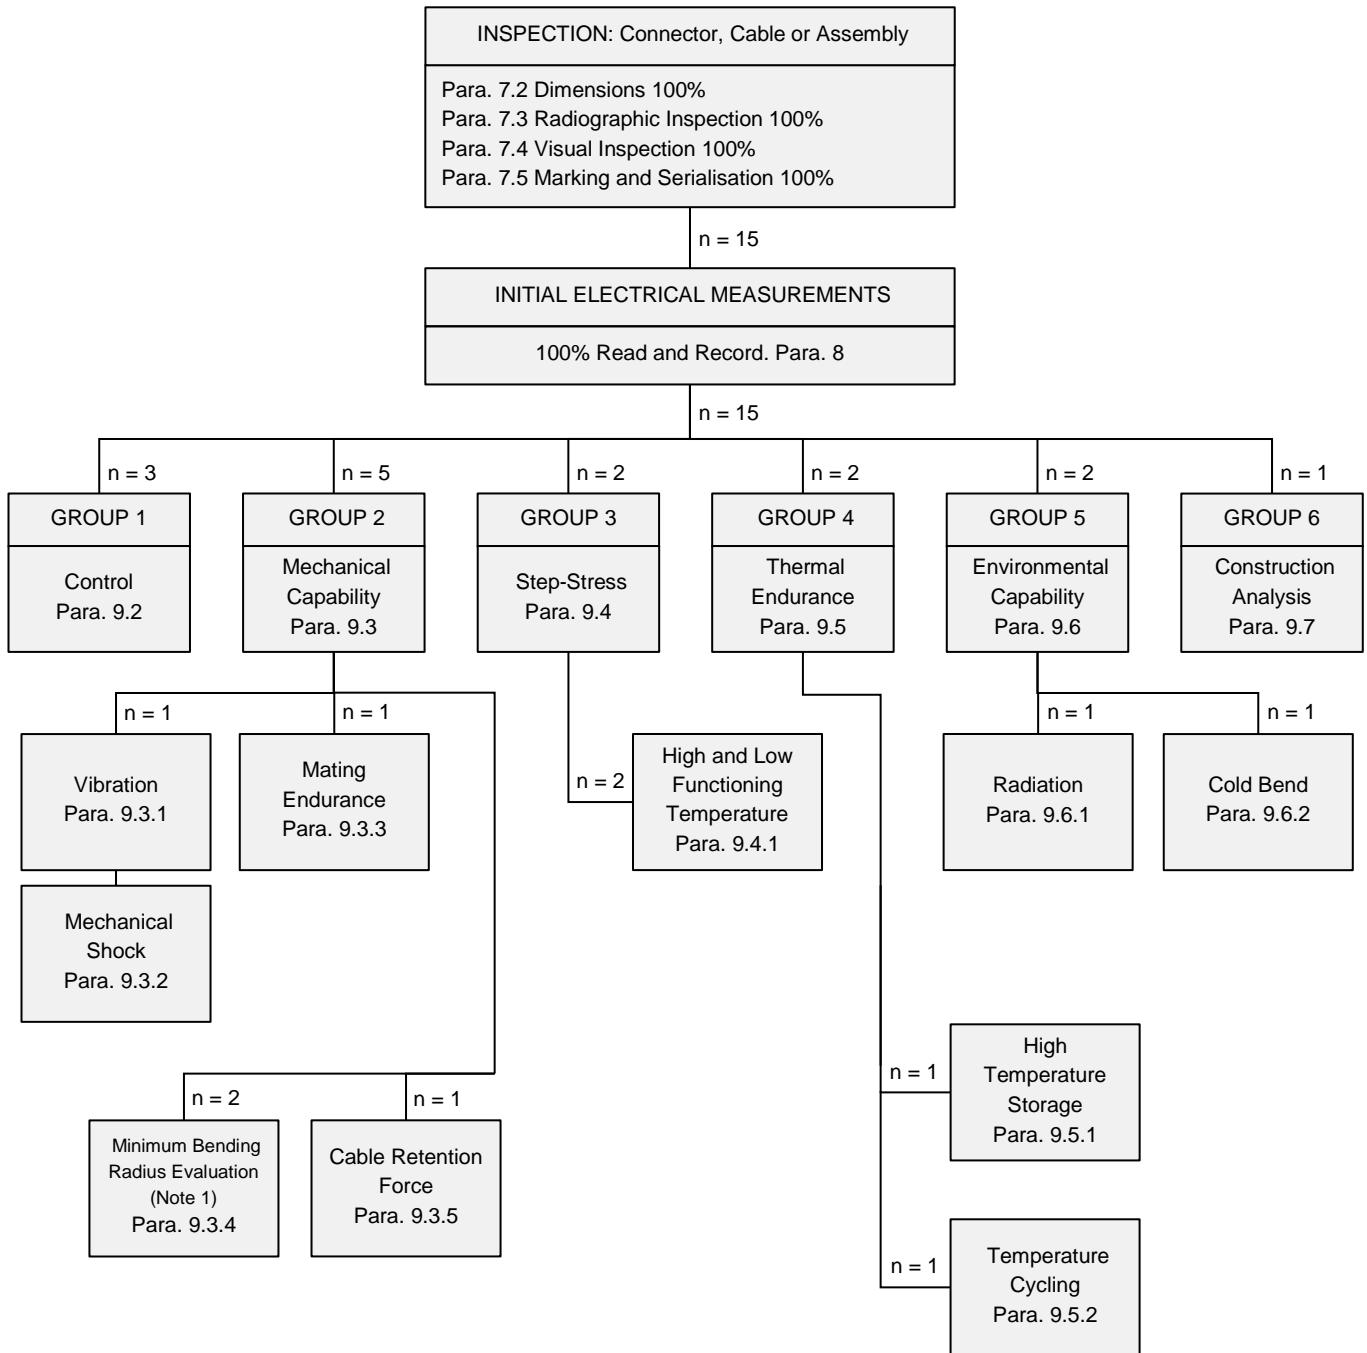 INSPECTION: Connector, Cable or Assembly
Para. 7.2 Dimensions 100%
Para. 7.3 Radiographic Inspection 100%
Para. 7.4 Visual Inspection 100%
Para. 7.5 Marking and Serialisation 100%
n = 15
INITIAL ELECTRICAL MEASUREMENTS
100% Read and Record. Para. 8
n = 15
n = 3
GROUP 1
Control
Para. 9.2
n = 5
GROUP 2
Mechanical
Capability
Para. 9.3
n = 2
GROUP 3
Step-Stress
Para. 9.4
n = 2
GROUP 4
Thermal
Endurance
Para. 9.5
n = 2
GROUP 5
Environmental
Capability
Para. 9.6
n = 1
GROUP 6
Construction
Analysis
Para. 9.7
n = 1
Vibration
Para. 9.3.1
Mechanical
Shock
Para. 9.3.2
n = 1
Mating
Endurance
Para. 9.3.3
n = 2
High and Low
Functioning
Temperature
Para. 9.4.1
n = 1
Radiation
Para. 9.6.1
n = 1
Cold Bend
Para. 9.6.2
n = 2
Minimum Bending
Radius Evaluation
(Note 1)
Para. 9.3.4
n = 1
Cable Retention
Force
Para. 9.3.5
n = 1
High
Temperature
Storage
Para. 9.5.1
n = 1
Temperature
Cycling
Para. 9.5.2